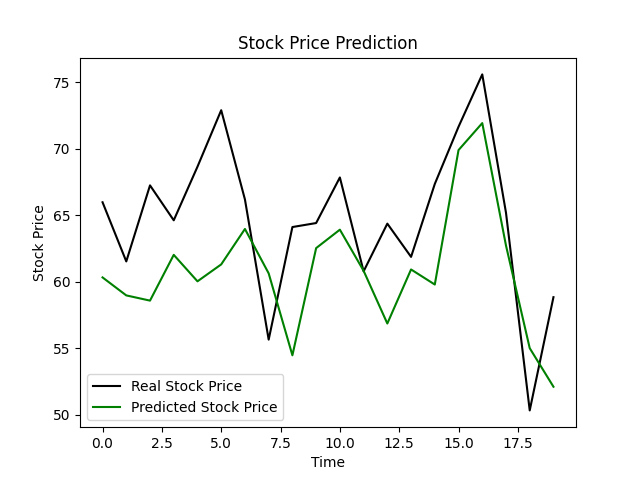 Stock Price Prediction
Stock Price
75
70
65
60
55
50
Real Stock Price
Predicted Stock Price
0.0 2.5 5.0 7.5 10.0 12.5 15.0 17.5
Time